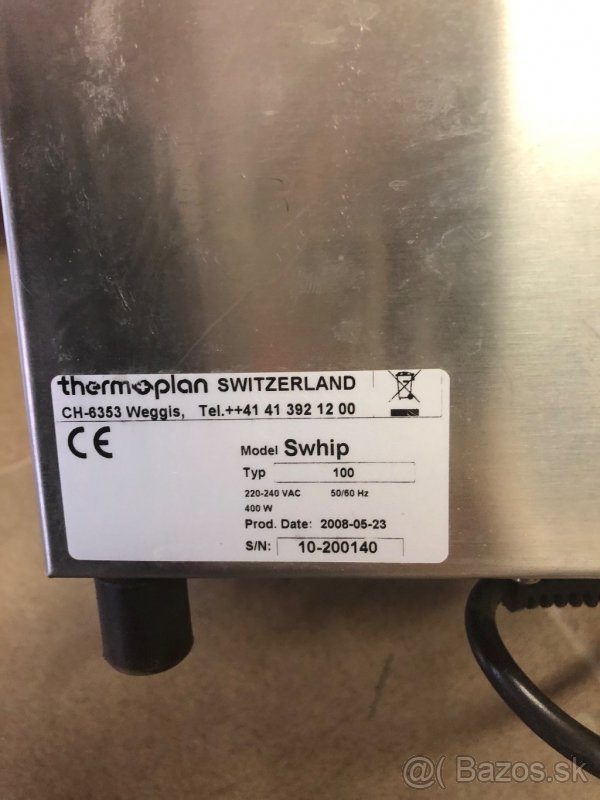 thermoplan SWITZERLAND
CH-6353 Weggis, Tel.++41 41 392 12 00
CE
Model Swhip
Typ 100
220-240 VAC 50/60 Hz
400 W
Prod. Date: 2008-05-23
S/N: 10-200140
@( Bazos.sk